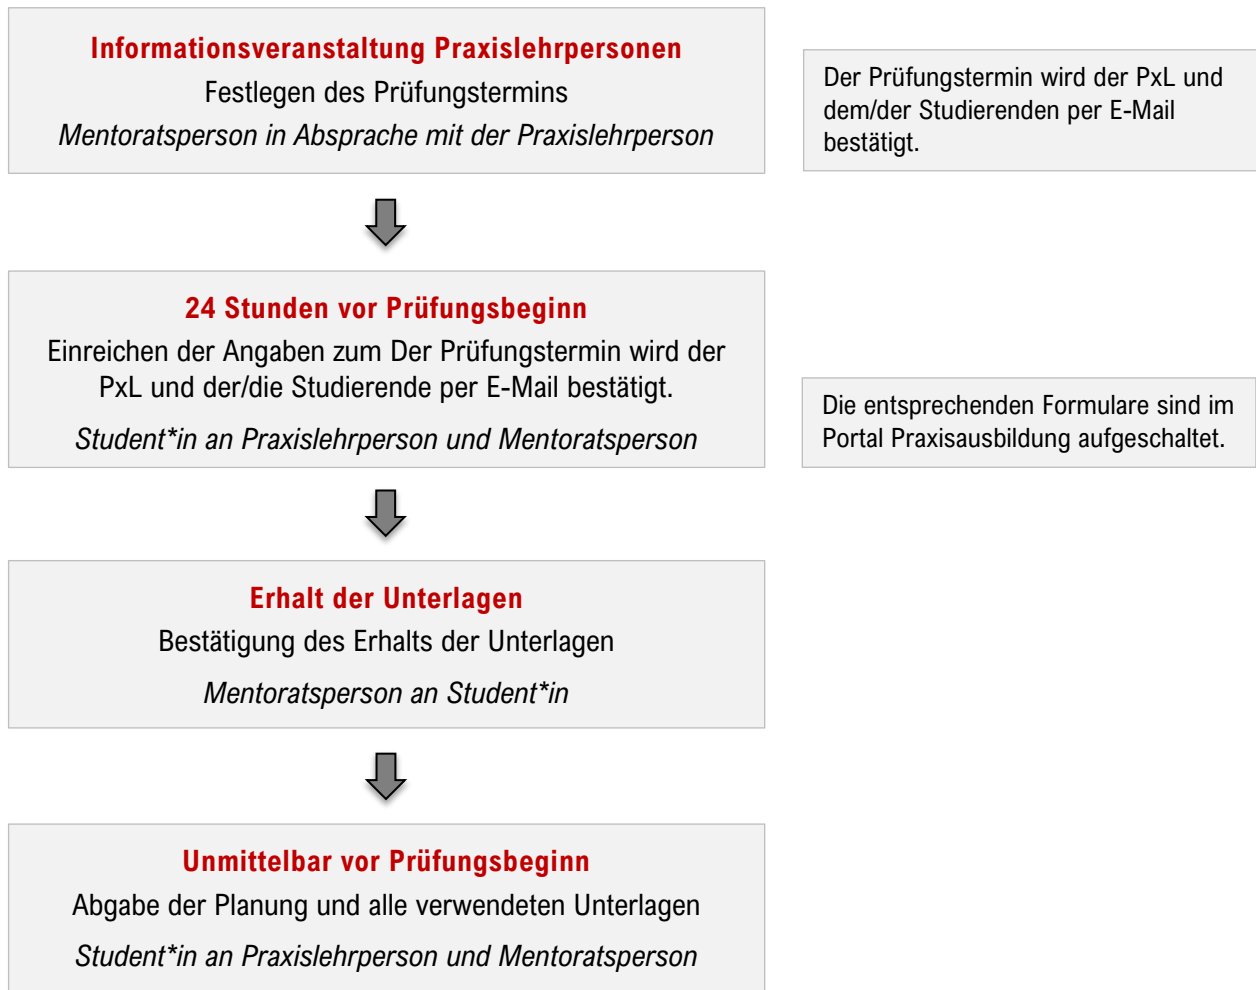 Informationsveranstaltung Praxislehrpersonen
Festlegen des Prüfungstermins
Mentoratsperson in Absprache mit der Praxislehrperson
Der Prüfungstermin wird der PxL und
dem/der Studierenden per E-Mail
bestätigt.
24 Stunden vor Prüfungsbeginn
Einreichen der Angaben zum Der Prüfungstermin wird der
PxL und der/die Studierende per E-Mail bestätigt.
Student*in an Praxislehrperson und Mentoratsperson
Die entsprechenden Formulare sind im
Portal Praxisausbildung aufgeschaltet.
Erhalt der Unterlagen
Bestätigung des Erhalts der Unterlagen
Mentoratsperson an Student*in
Unmittelbar vor Prüfungsbeginn
Abgabe der Planung und alle verwendeten Unterlagen
Student*in an Praxislehrperson und Mentoratsperson